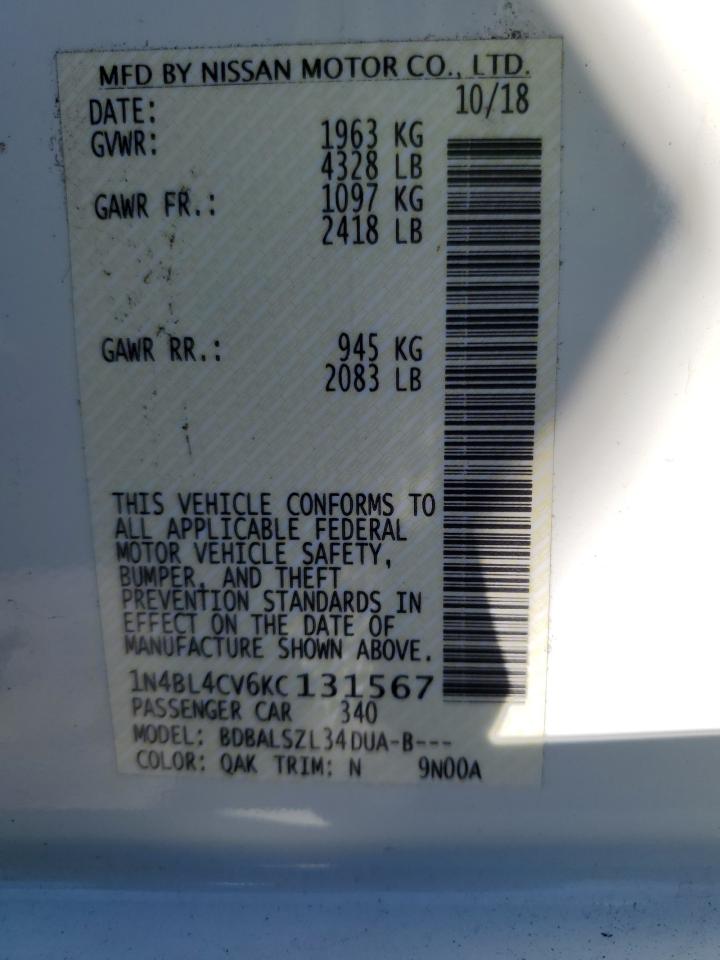 MFD BY NISSAN MOTOR CO., LTD.
DATE: 10/18
GVWR: 1963 KG
4328 LB
GAWR FR.: 1097 KG
2418 LB
GAWR RR.: 945 KG
2083 LB
THIS VEHICLE CONFORMS TO
ALL APPLICABLE FEDERAL
MOTOR VEHICLE SAFETY,
BUMPER, AND THEFT
PREVENTION STANDARDS IN
EFFECT ON THE DATE OF
MANUFACTURE SHOWN ABOVE.
1N4BL4CV6KC131567
PASSENGER CAR 340
MODEL: BDBALSZL34DUA-B---
COLOR: QAK TRIM: N 9N00A